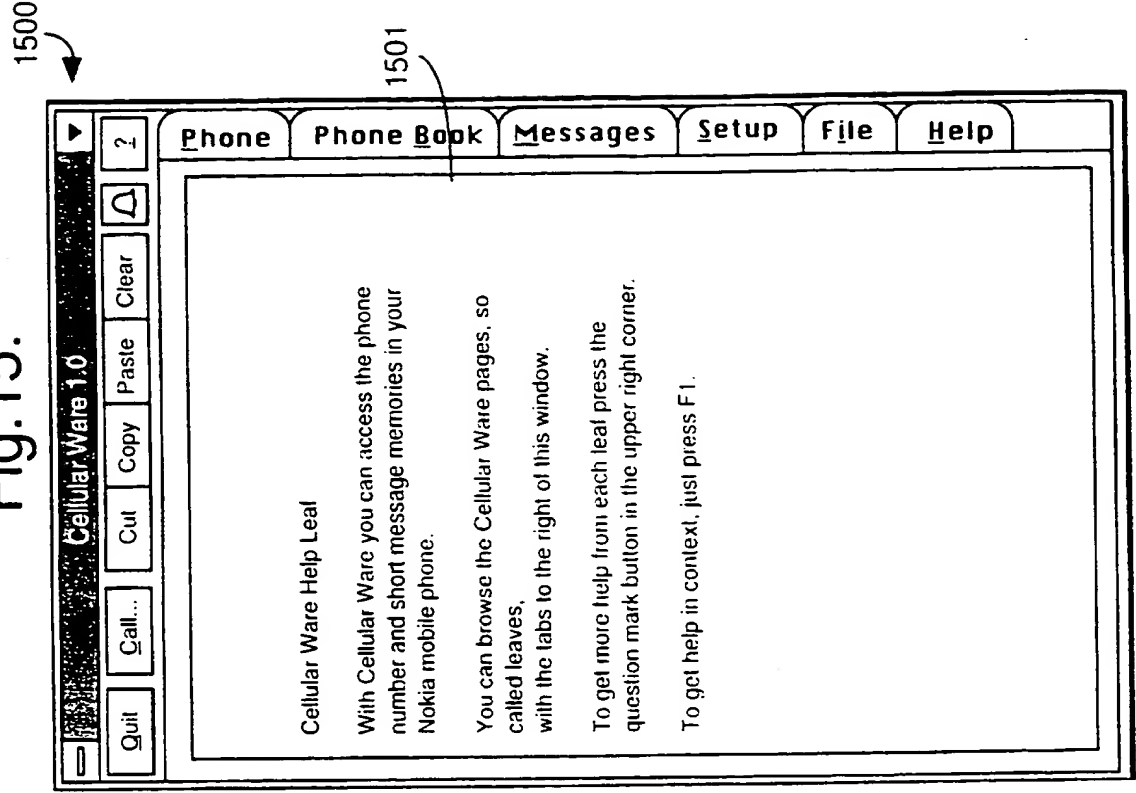 Fig.15.
1500
Cellular Ware 1.0
Quit Call... Cut Copy Paste Clear ?
1501
Phone
Phone Book
Messages
Setup
File
Help
Cellular Ware Help Leaf
With Cellular Ware you can access the phone
number and short message memories in your
Nokia mobile phone.
You can browse the Cellular Ware pages, so
called leaves,
with the tabs to the right of this window.
To get more help from each leaf press the
question mark button in the upper right corner.
To get help in context, just press F1.